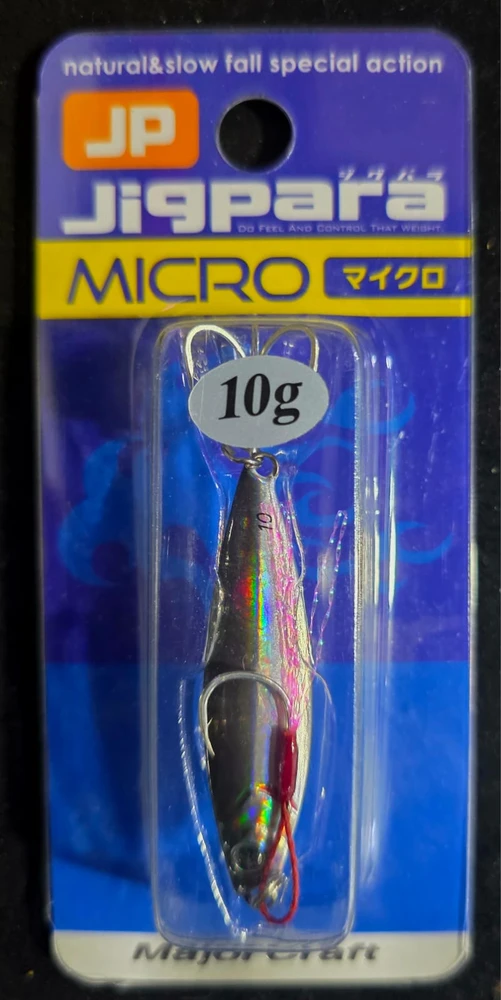 natural&slow fall special action
JP
ジグパラ
Jigpara
DO FEEL AND CONTROL THAT WEIGHT.
MICRO マイクロ
10g
10
MajorCraft